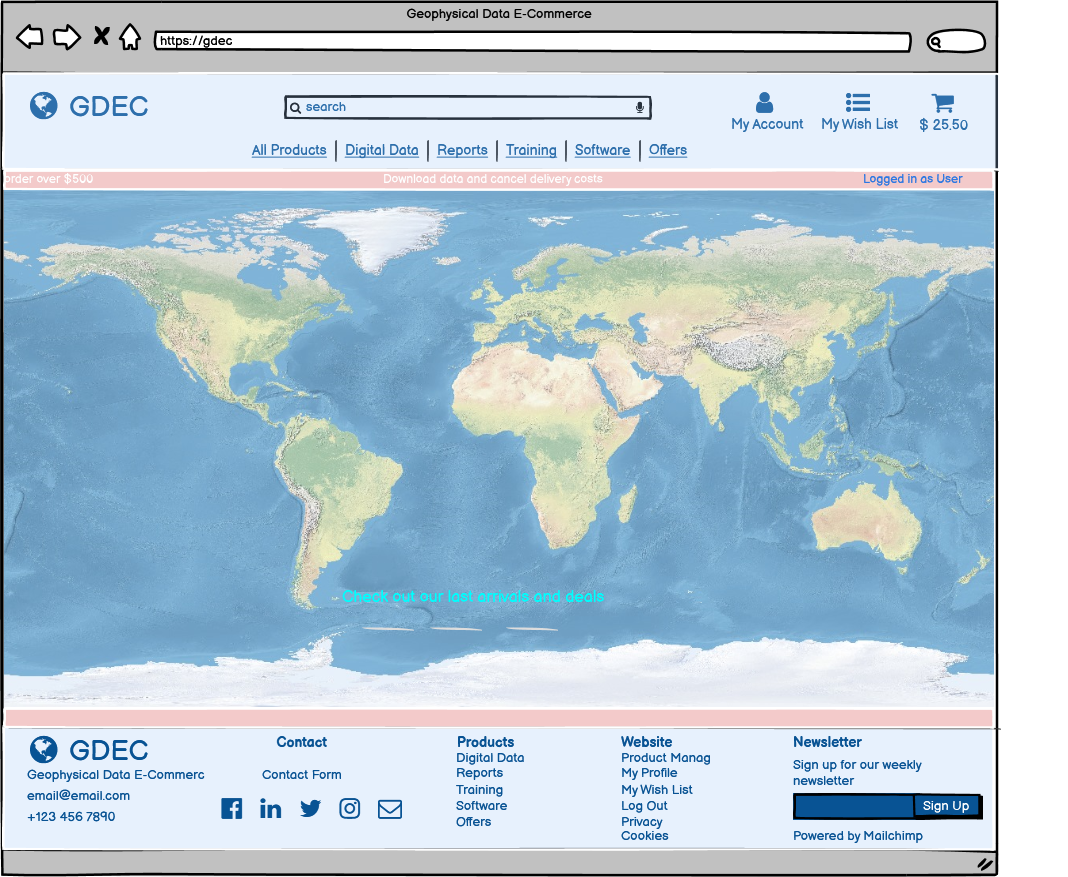 Geophysical Data E-Commerce
https://gdec
GDEC
search
My Account
My Wish List
$ 25.50
All Products
Digital Data
Reports
Training
Software
Offers
order over $500
Download data and cancel delivery costs
Logged in as User
Check out our last arrivals and deals
GDEC
Geophysical Data E-Commerc
email@email.com
+123 456 7890
Contact
Contact Form
Products
Digital Data
Reports
Training
Software
Offers
Website
Product Manag
My Profile
My Wish List
Log Out
Privacy
Cookies
Newsletter
Sign up for our weekly
newsletter
Sign Up
Powered by Mailchimp